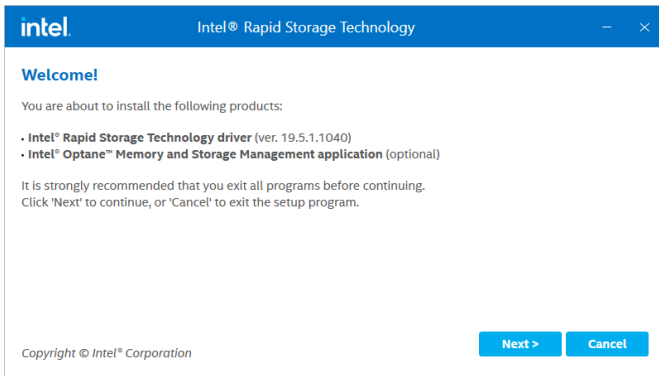 intel.
Intel® Rapid Storage Technology
Welcome!
You are about to install the following products:
• Intel® Rapid Storage Technology driver (ver. 19.5.1.1040)
• Intel® Optane™ Memory and Storage Management application (optional)
It is strongly recommended that you exit all programs before continuing.
Click 'Next' to continue, or 'Cancel' to exit the setup program.
Copyright © Intel® Corporation
Next >
Cancel